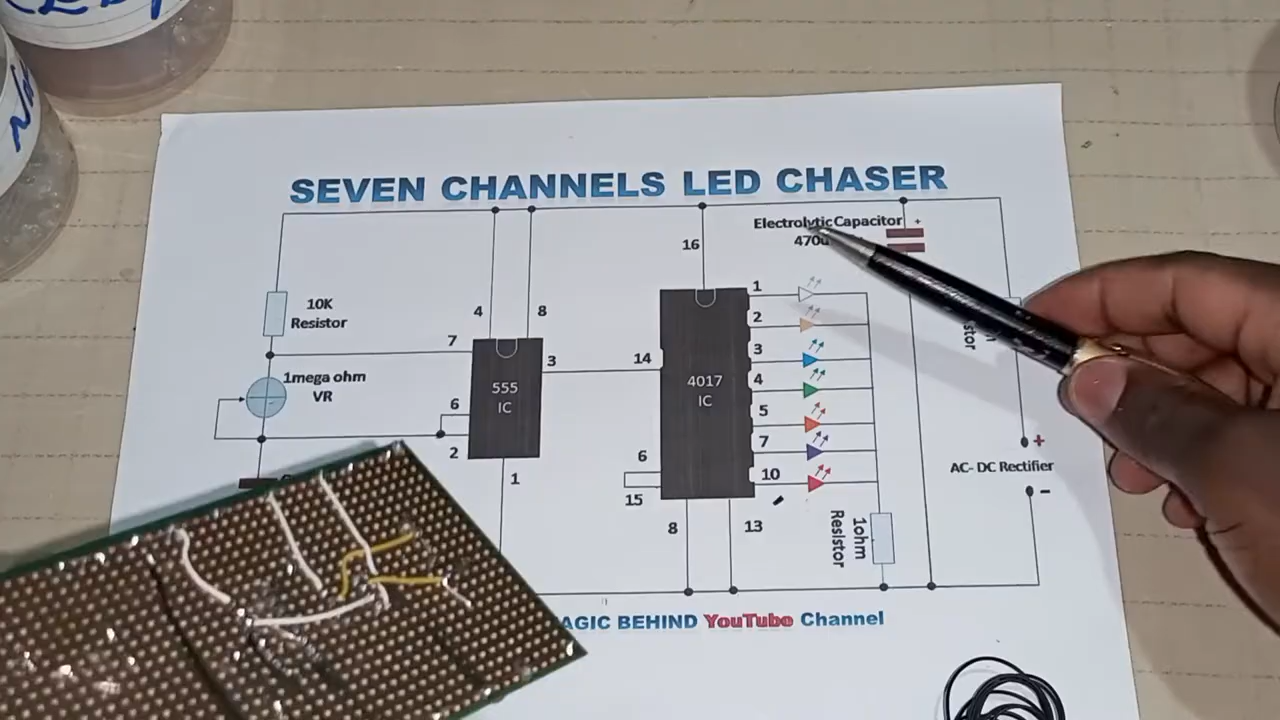 SEVEN CHANNELS LED CHASER
Electrolytic Capacitor
+
470u
16
10K
Resistor
4
8
7
3
14
1
2
3
4
5
7
10
1mega ohm
VR
555
IC
4017
IC
6
2
1
6
15
8
13
1ohm
Resistor
+
AC- DC Rectifier
-
AGIC BEHIND YouTube Channel